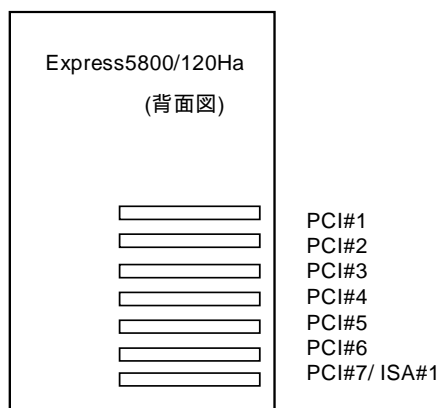 Express5800/120Ha
(背面図)
PCI#1
PCI#2
PCI#3
PCI#4
PCI#5
PCI#6
PCI#7/ ISA#1